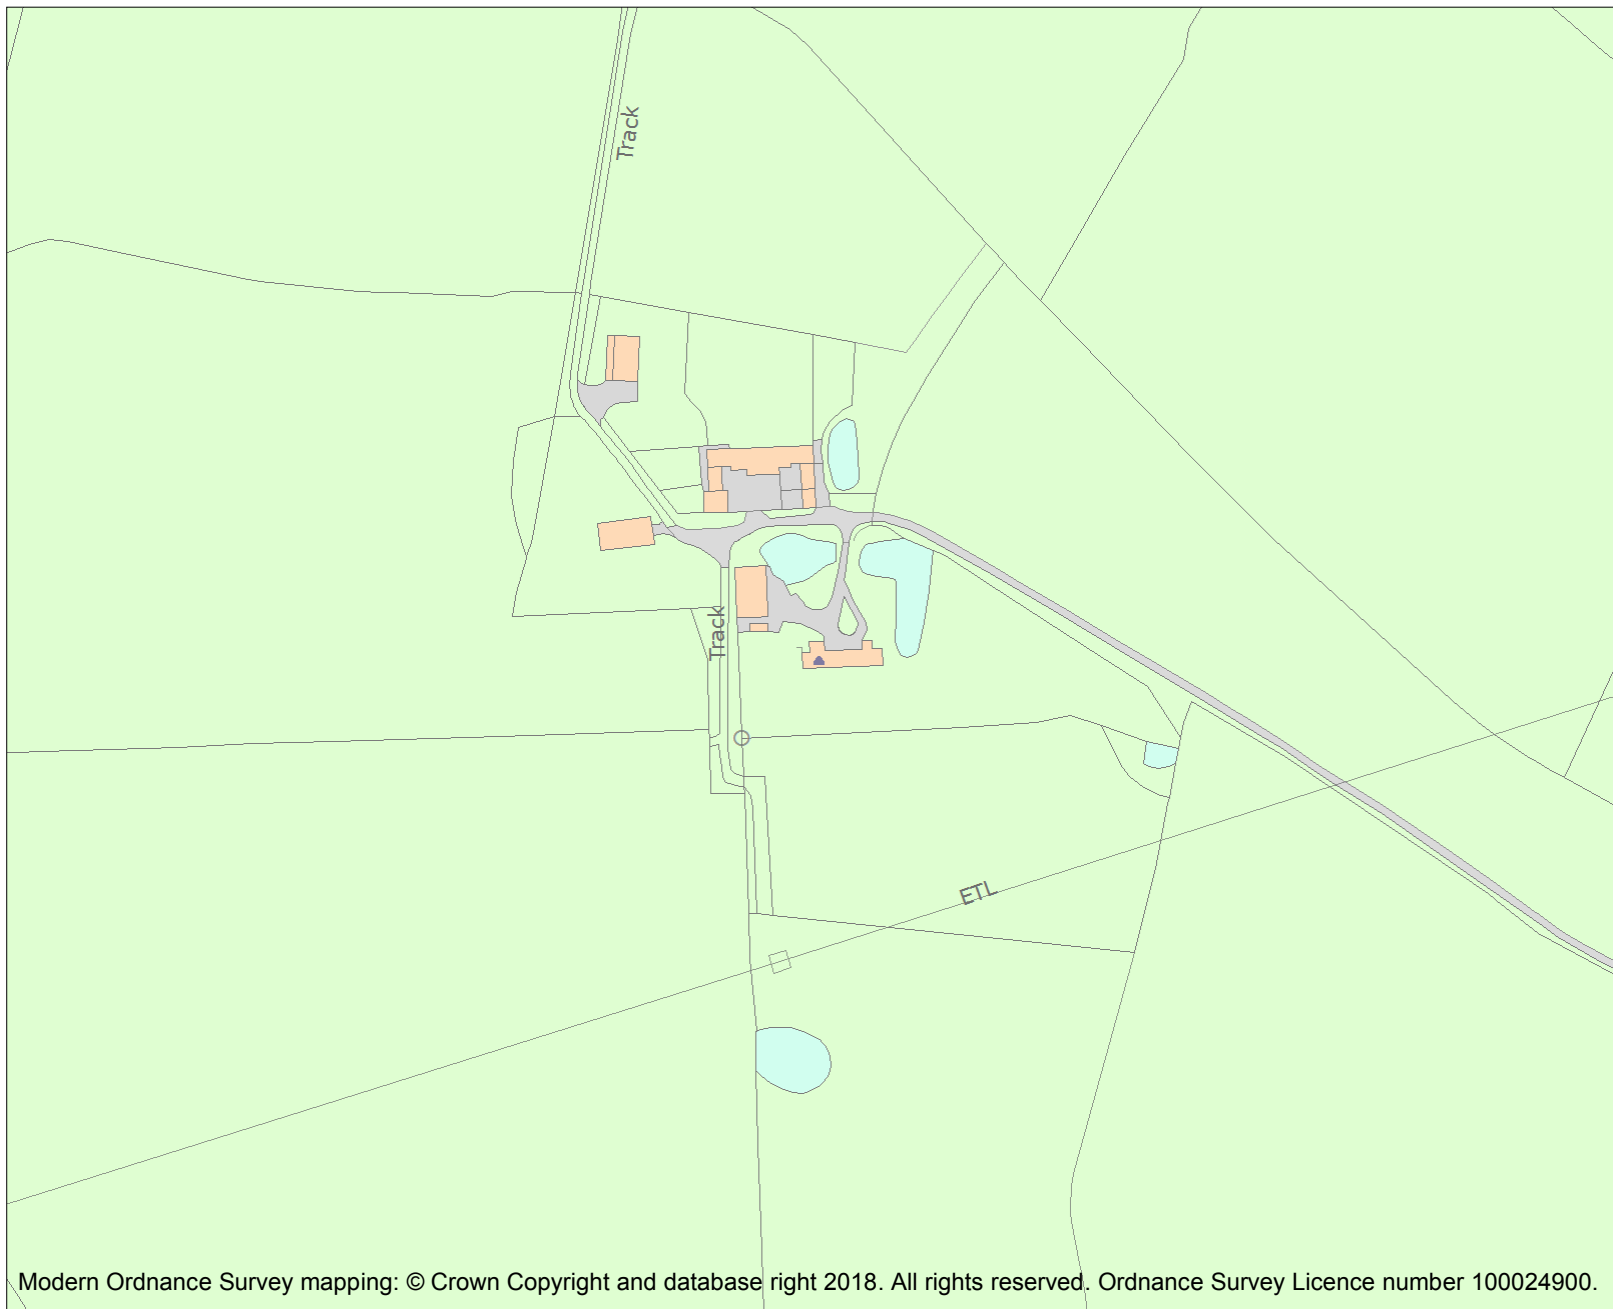 Track
Track
ETL
Modern Ordnance Survey mapping: © Crown Copyright and database right 2018. All rights reserved. Ordnance Survey Licence number 100024900.